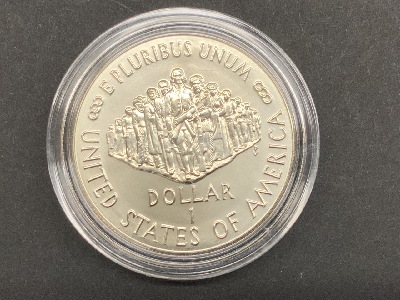 E PLURIBUS UNUM
DOLLAR
1
UNITED STATES OF AMERICA